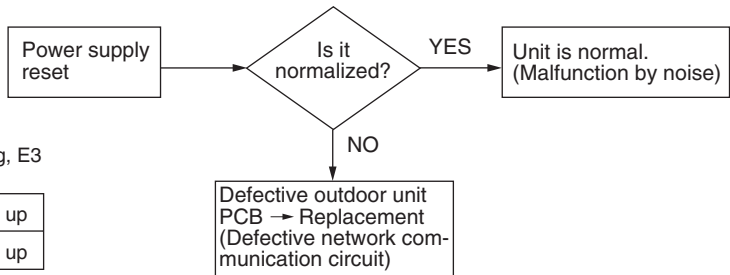 Power supply
reset
Is it
normalized?
YES
Unit is normal.
(Malfunction by noise)
NO
Defective outdoor unit
PCB → Replacement
(Defective network com-
munication circuit)
, E3
up
up